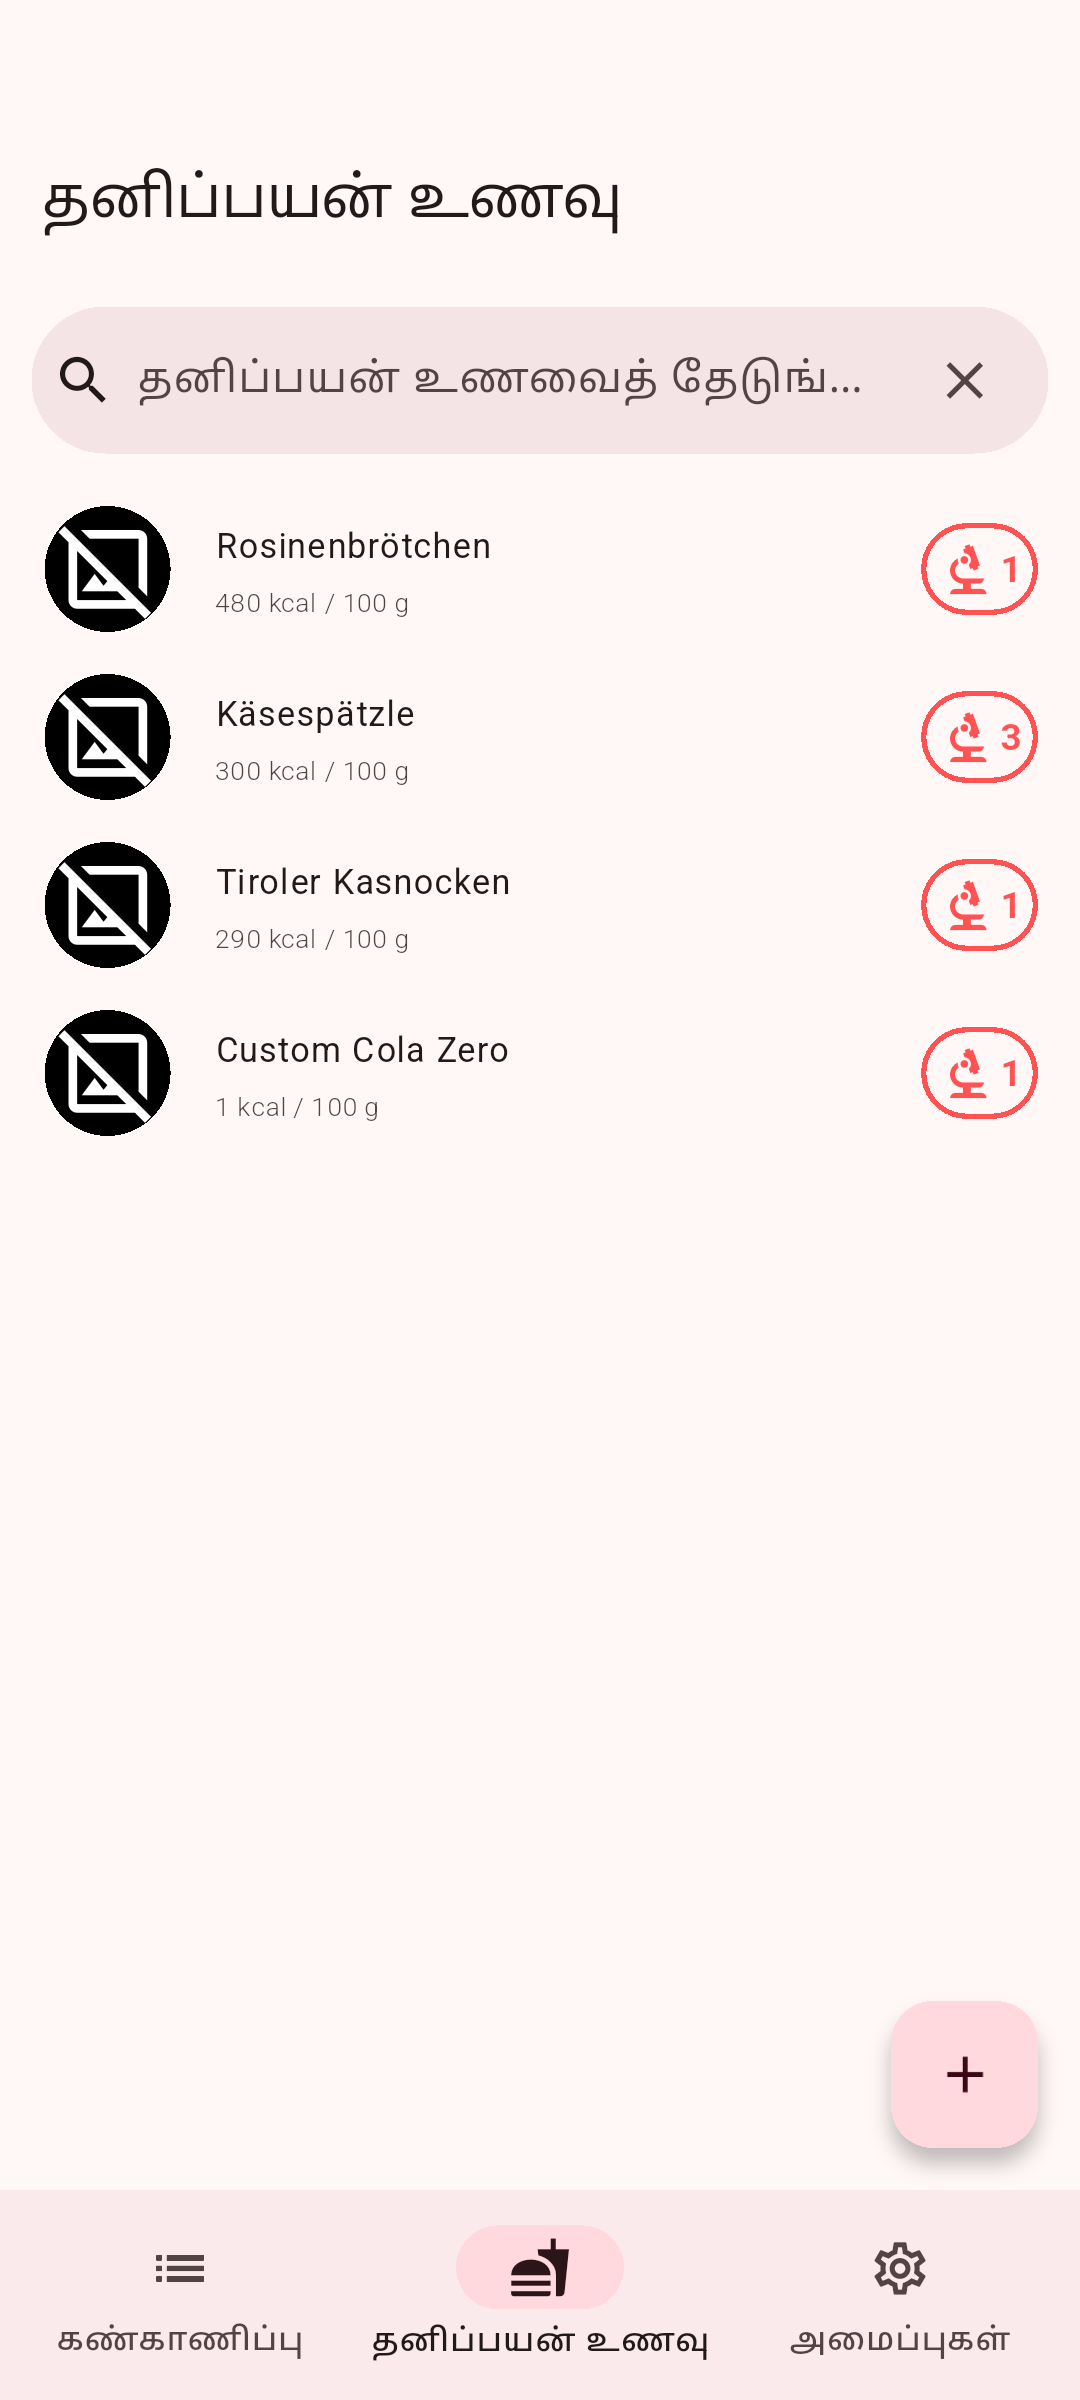 தனிப்பயன் உணவு
தனிப்பயன் உணவைத் தேடுங்...
Rosinenbrötchen
480 kcal / 100 g
1
Käsespätzle
300 kcal / 100 g
3
Tiroler Kasnocken
290 kcal / 100 g
1
Custom Cola Zero
1 kcal / 100 g
1
கண்காணிப்பு
தனிப்பயன் உணவு
அமைப்புகள்